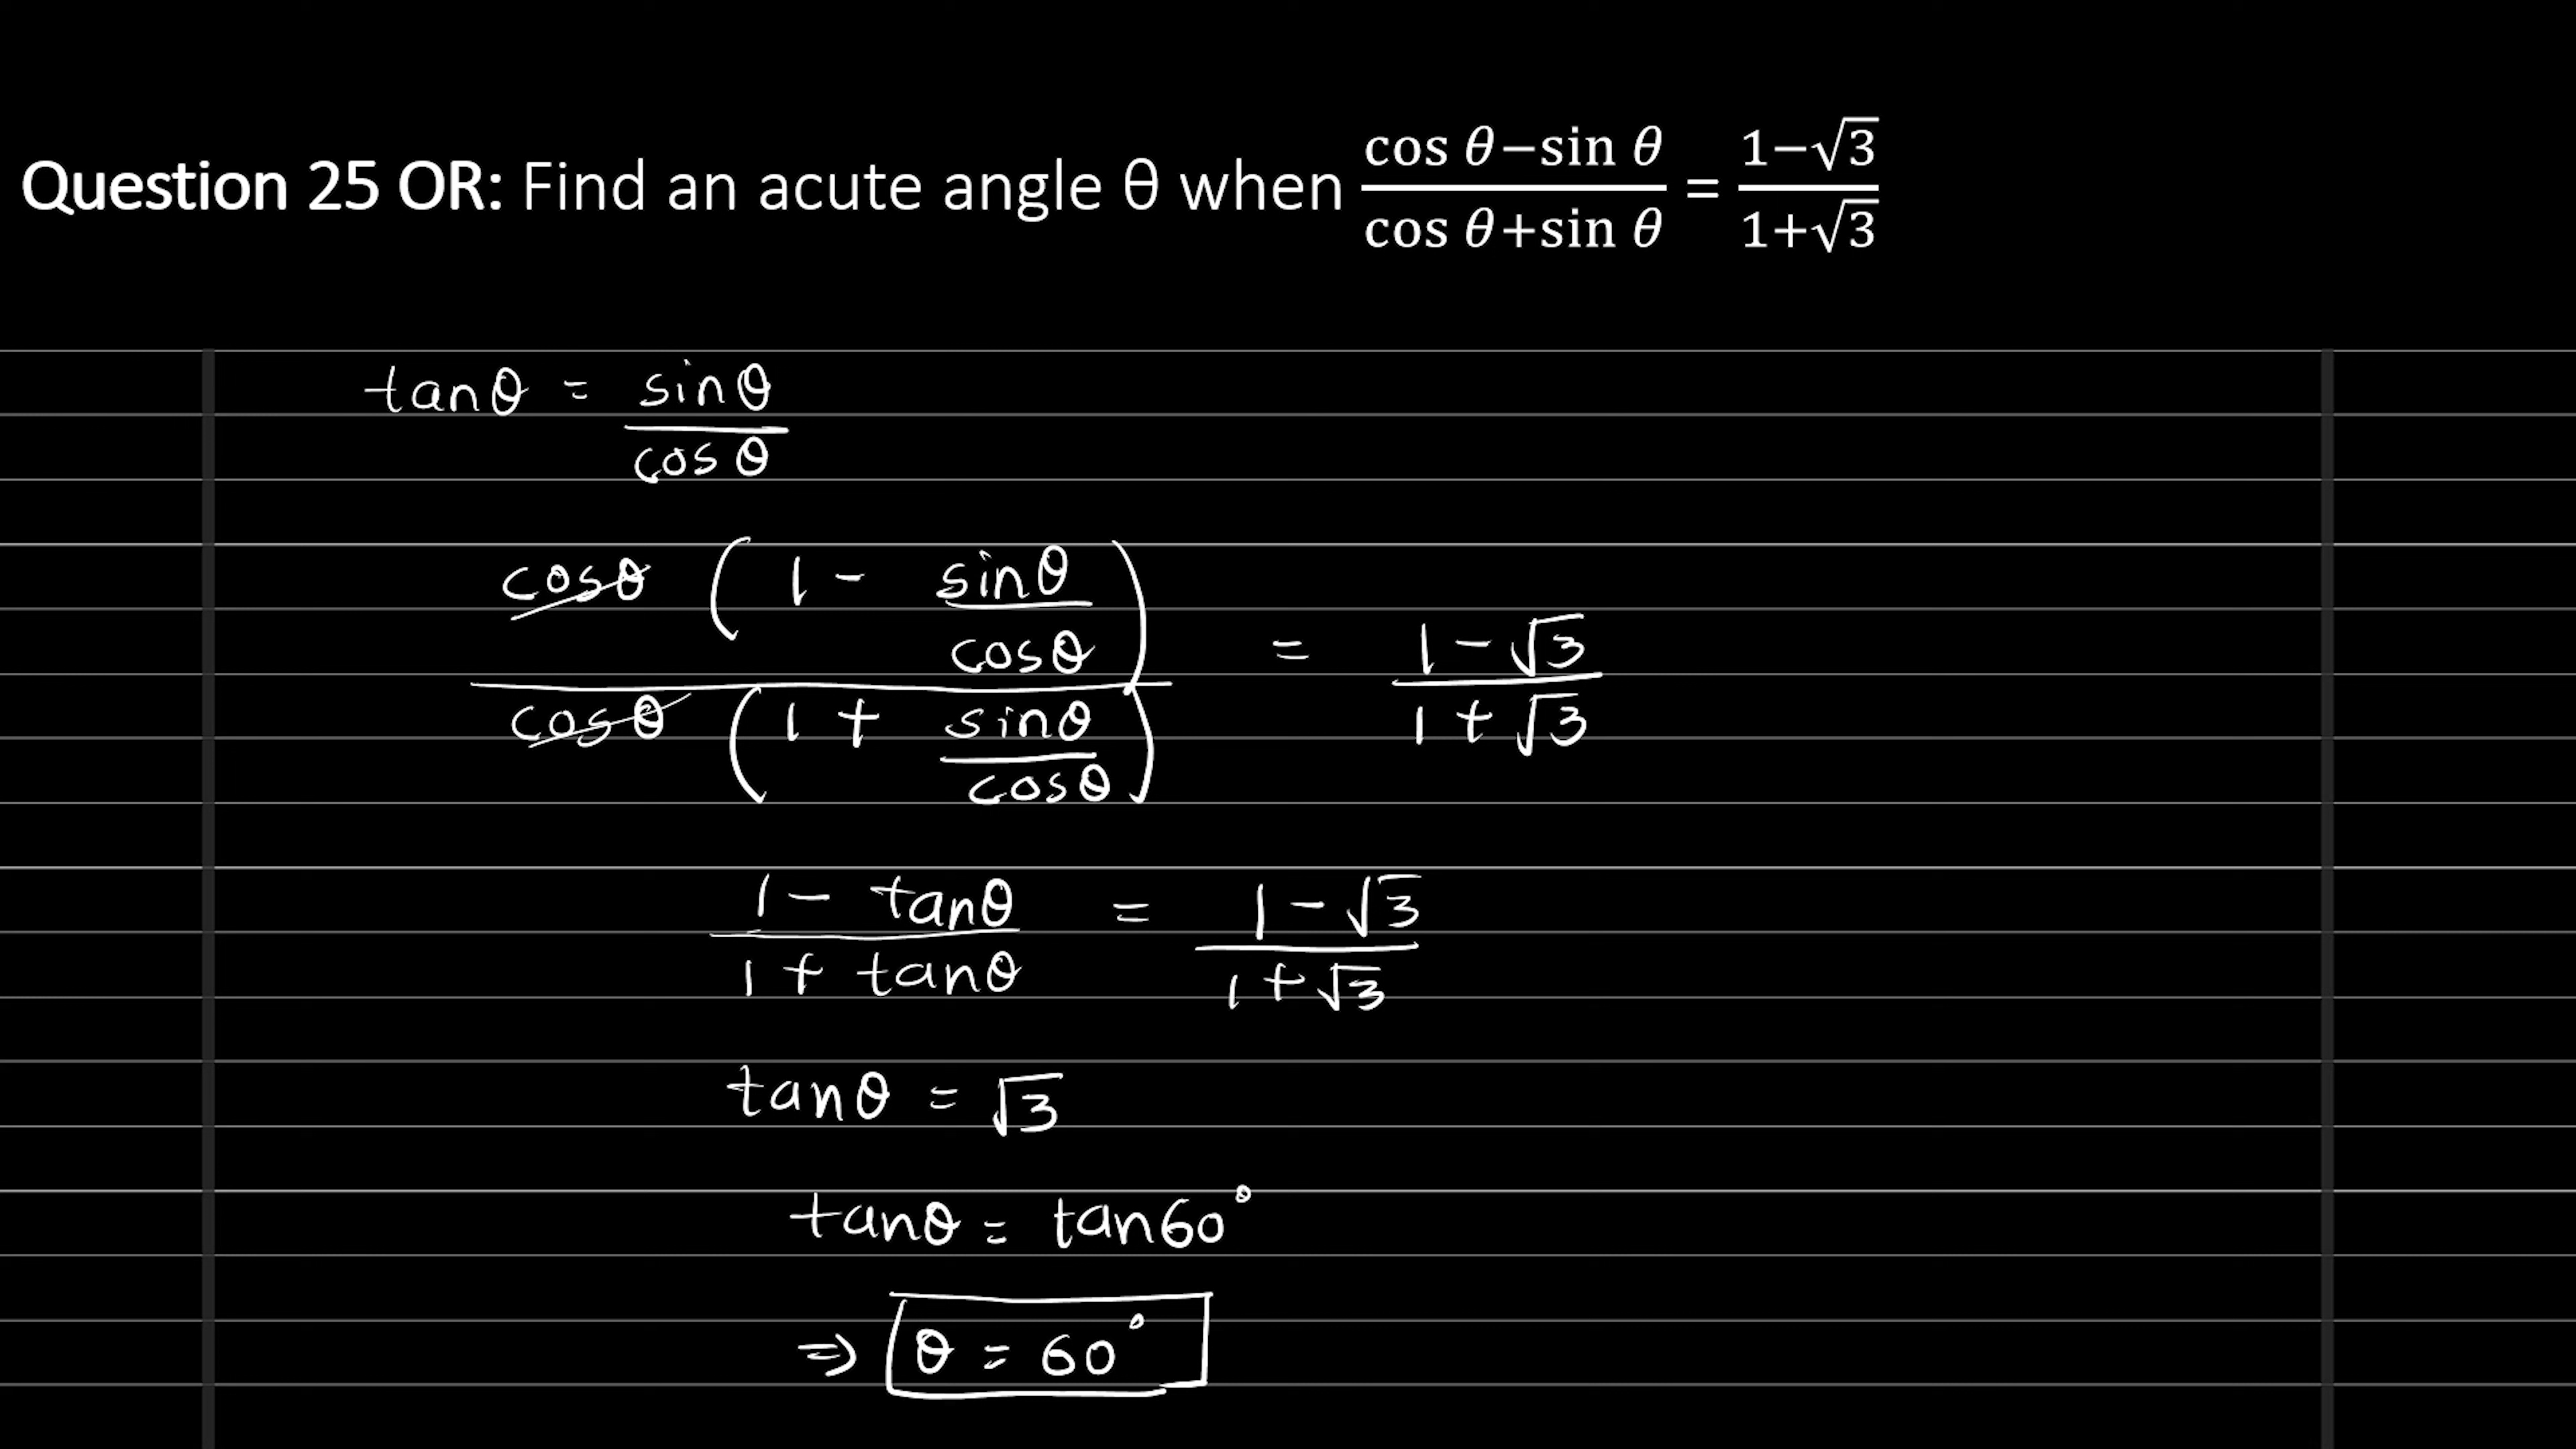 Question 25 OR: Find an acute angle θ when (cos θ−sin θ)/(cos θ+sin θ) = (1−√3)/(1+√3)
tanθ = sinθ/cosθ
cosθ (1 - sinθ/cosθ) / cosθ (1 + sinθ/cosθ) = (1 - √3)/(1 + √3)
(1 - tanθ)/(1 + tanθ) = (1 - √3)/(1 + √3)
tanθ = √3
tanθ = tan60°
⇒ θ = 60°